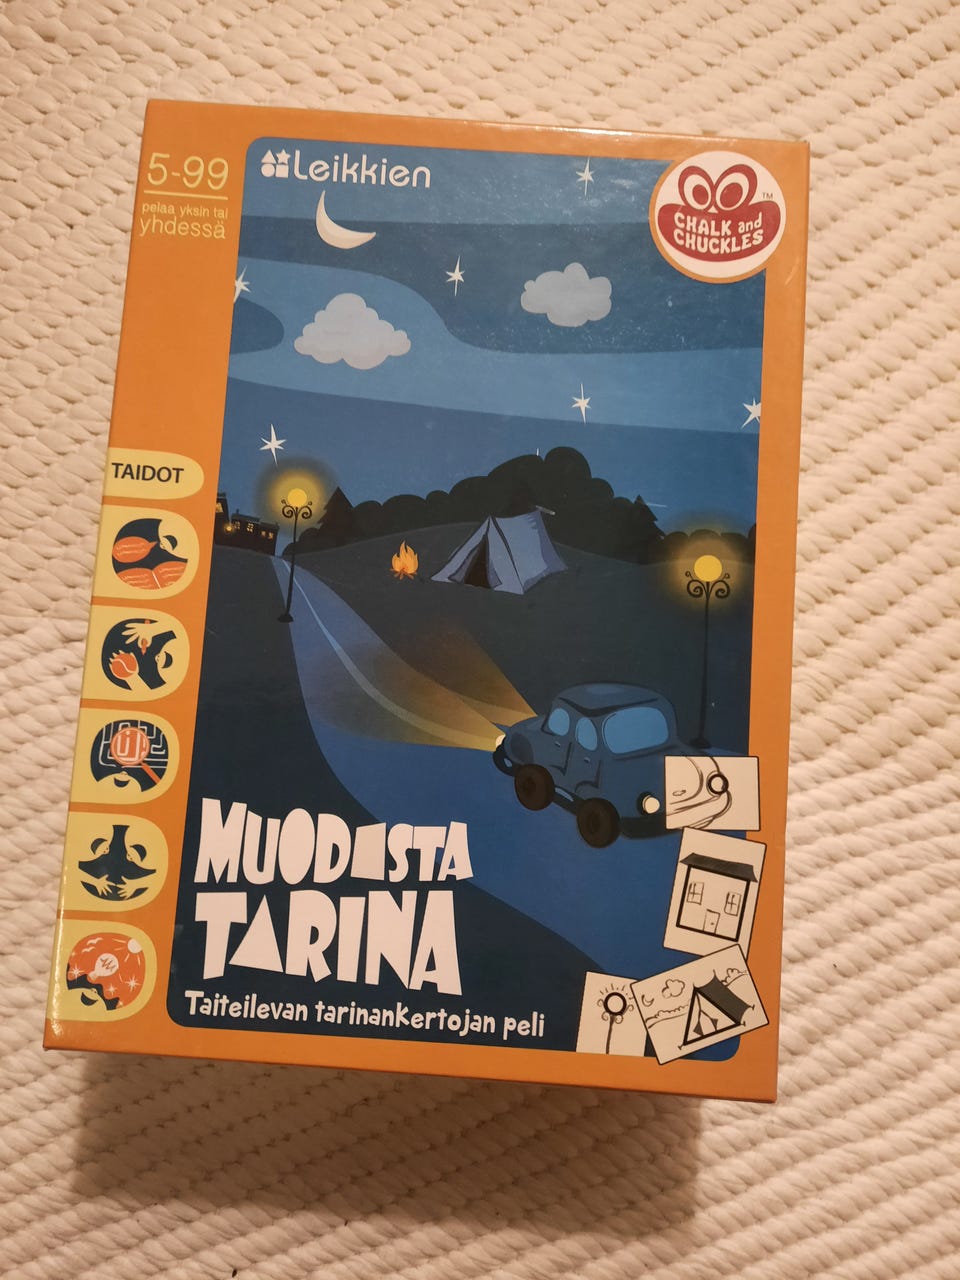 5-99
pelaa yksin tai
yhdessä
Leikkien
CHALK and
CHUCKLES
TM
TAIDOT
MUODOSTA
TARINA
Taiteilevan tarinankertojan peli